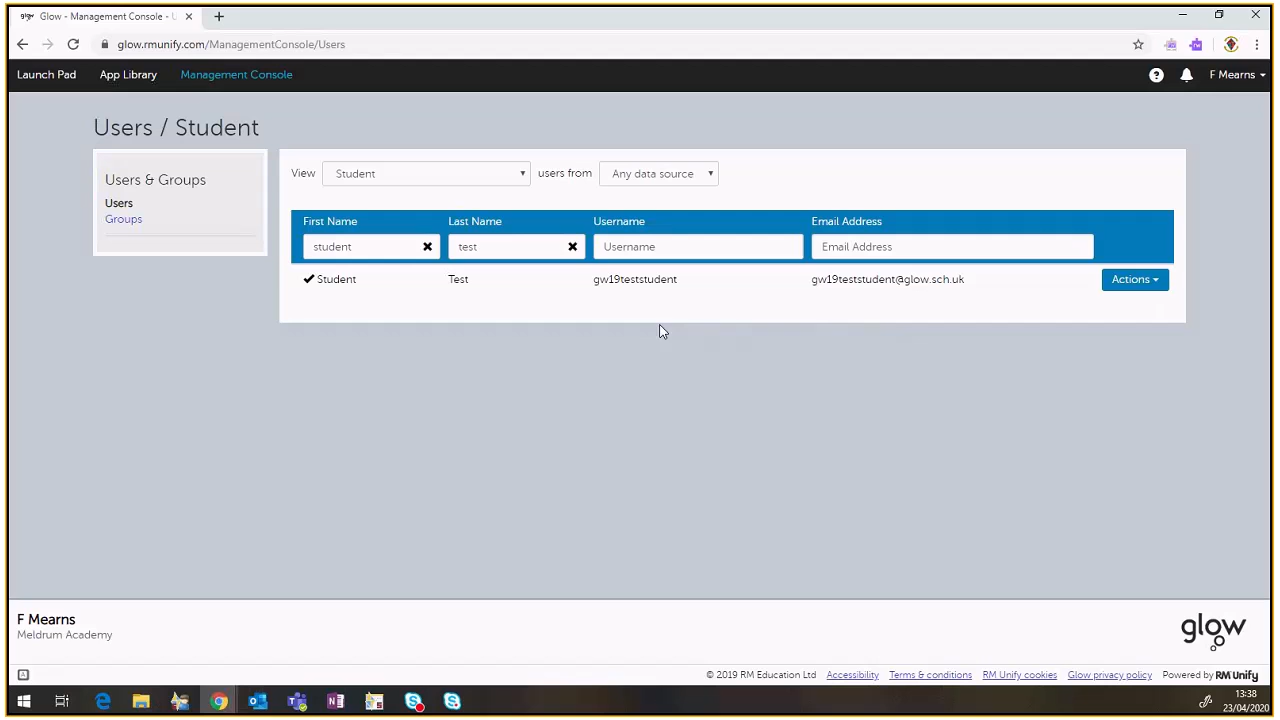 Glow - Management Console - U
glow.rmunify.com/ManagementConsole/Users
Launch Pad App Library Management Console ? F Mearns
Users / Student
Users & Groups
Users
Groups
View Student users from Any data source
First Name Last Name Username Email Address
student test Username Email Address
Student Test gw19teststudent gw19teststudent@glow.sch.uk Actions
F Mearns
Meldrum Academy
glow
© 2019 RM Education Ltd Accessibility Terms & conditions RM Unify cookies Glow privacy policy Powered by RM Unify
13:38
23/04/2020